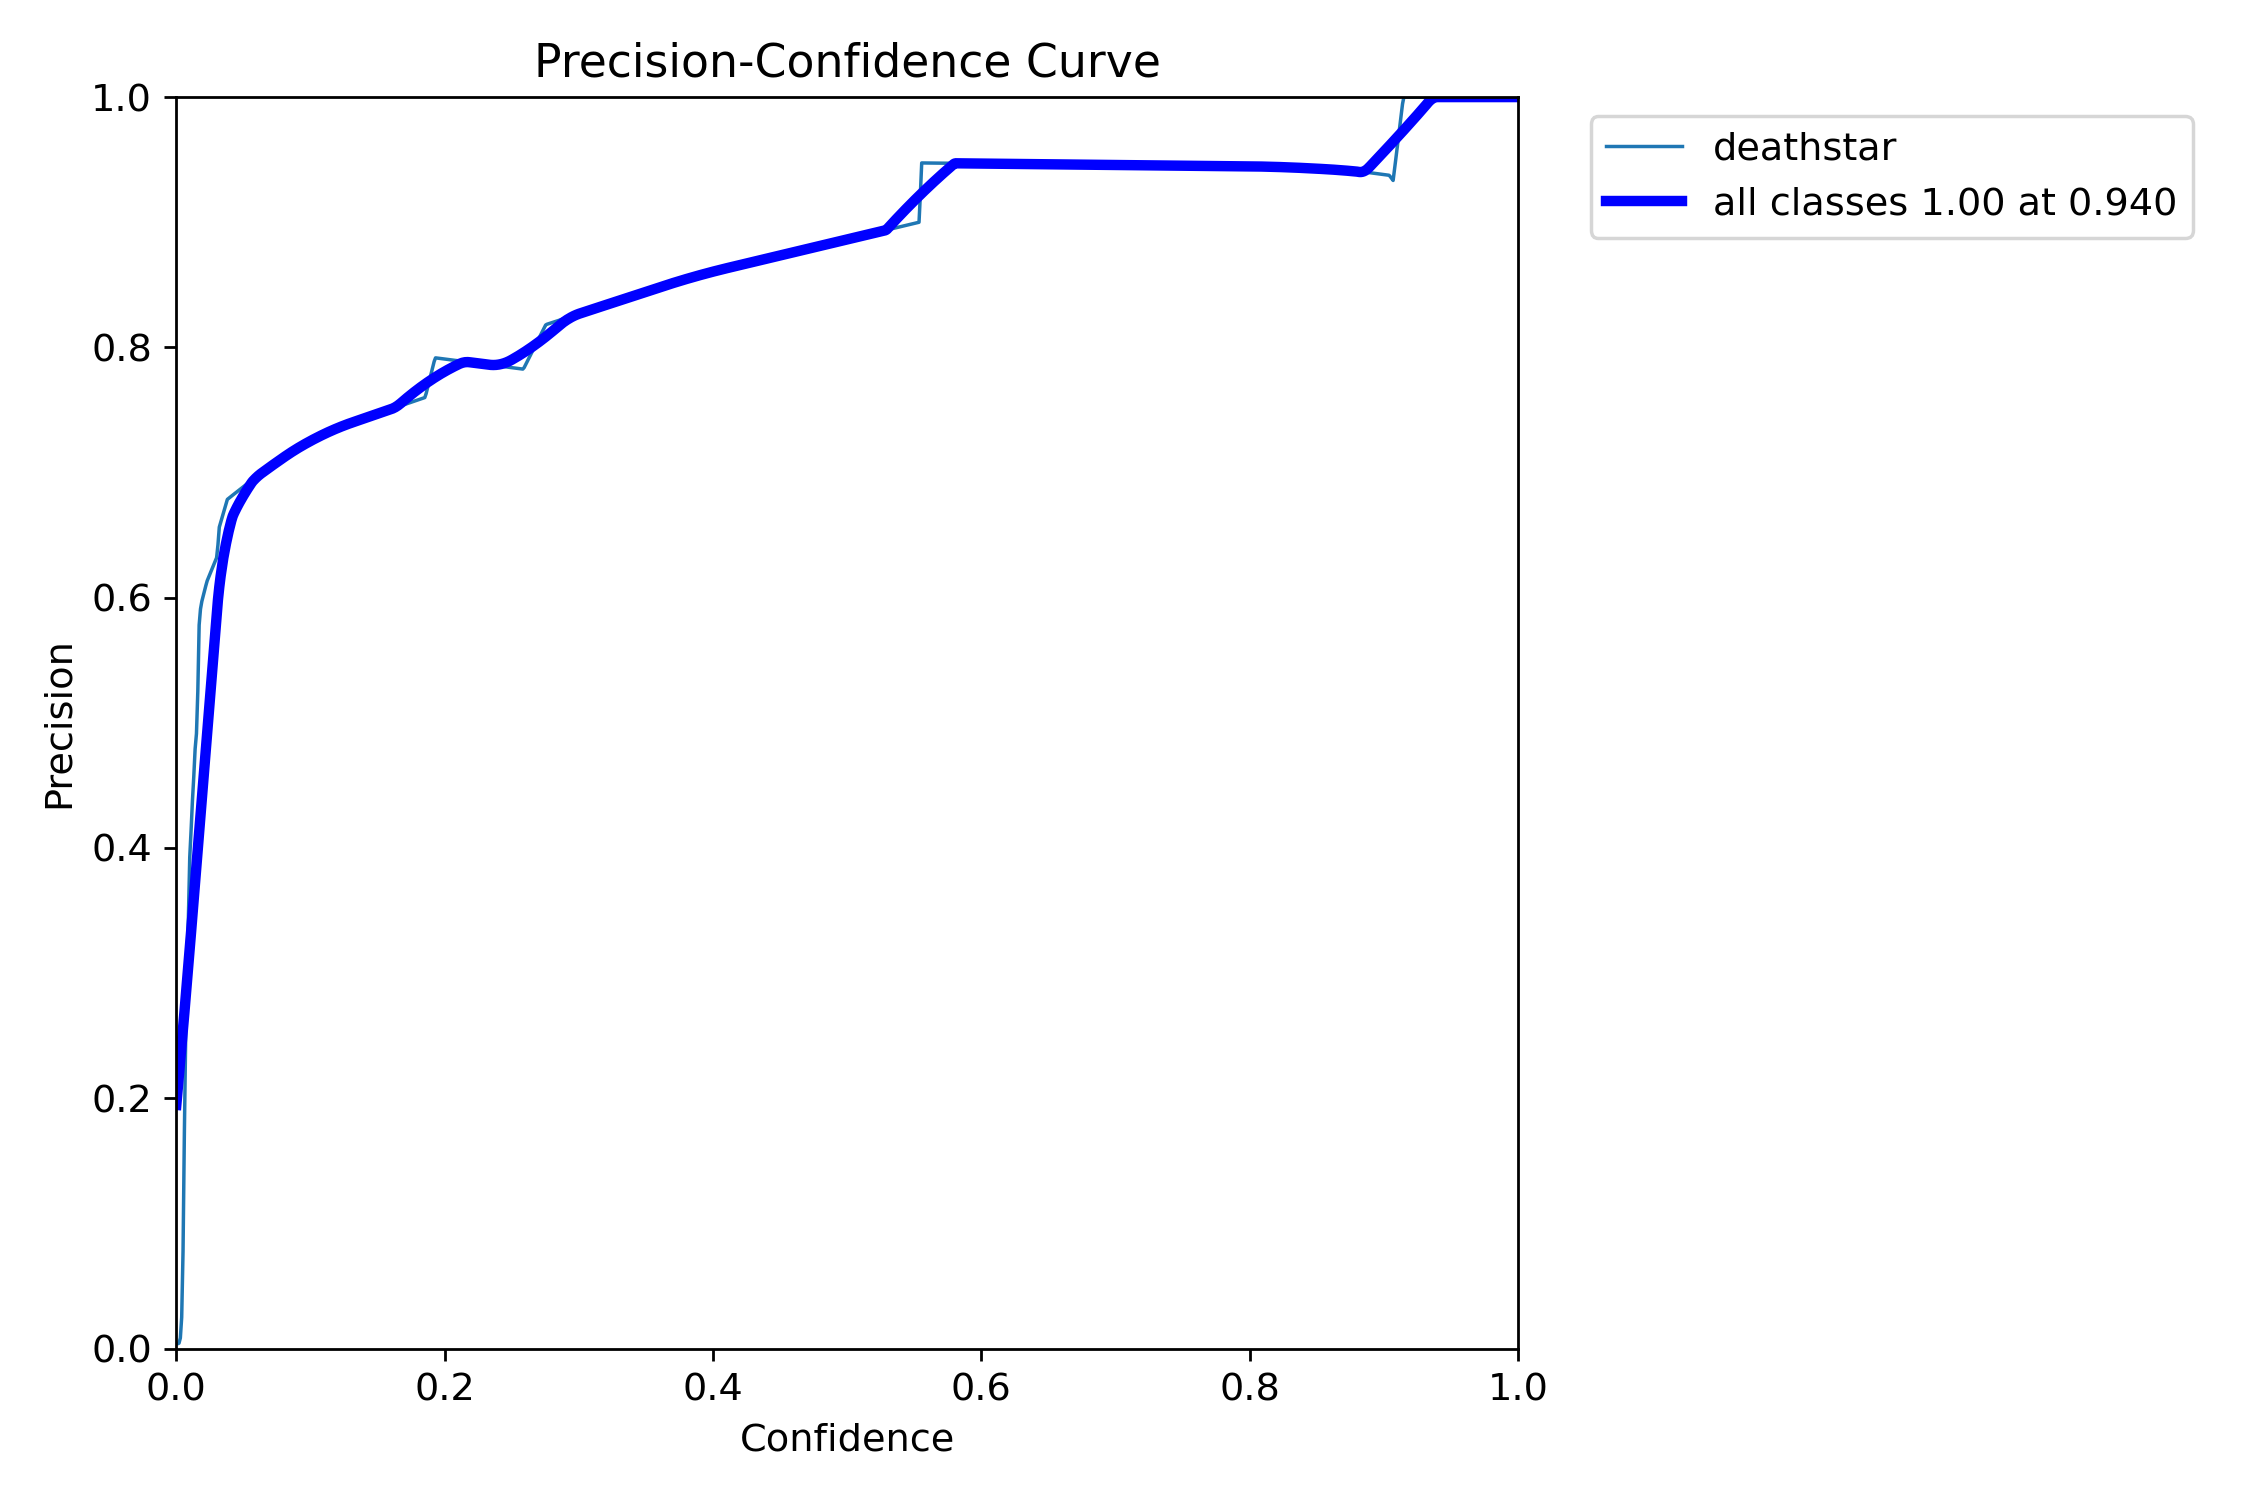 Precision-Confidence Curve
deathstar
all classes 1.00 at 0.940
1.0
0.8
0.6
0.4
0.2
0.0
Precision
0.0 0.2 0.4 0.6 0.8 1.0
Confidence